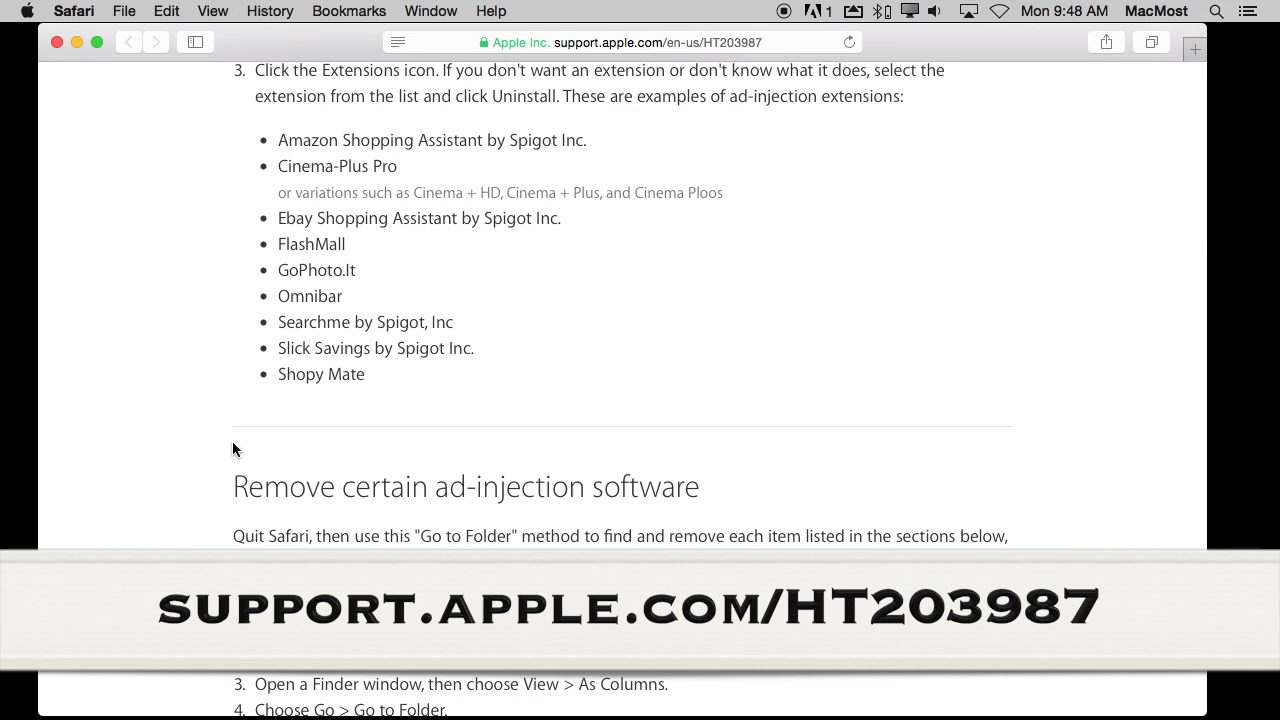 Safari File Edit View History Bookmarks Window Help 1 Mon 9:48 AM MacMost
Apple Inc. support.apple.com/en-us/HT203987
3. Click the Extensions icon. If you don't want an extension or don't know what it does, select the
extension from the list and click Uninstall. These are examples of ad-injection extensions:
• Amazon Shopping Assistant by Spigot Inc.
• Cinema-Plus Pro
or variations such as Cinema + HD, Cinema + Plus, and Cinema Ploos
• Ebay Shopping Assistant by Spigot Inc.
• FlashMall
• GoPhoto.It
• Omnibar
• Searchme by Spigot, Inc
• Slick Savings by Spigot Inc.
• Shopy Mate
Remove certain ad-injection software
Quit Safari, then use this "Go to Folder" method to find and remove each item listed in the sections below,
SUPPORT.APPLE.COM/HT203987
3. Open a Finder window, then choose View > As Columns.
4. Choose Go > Go to Folder.